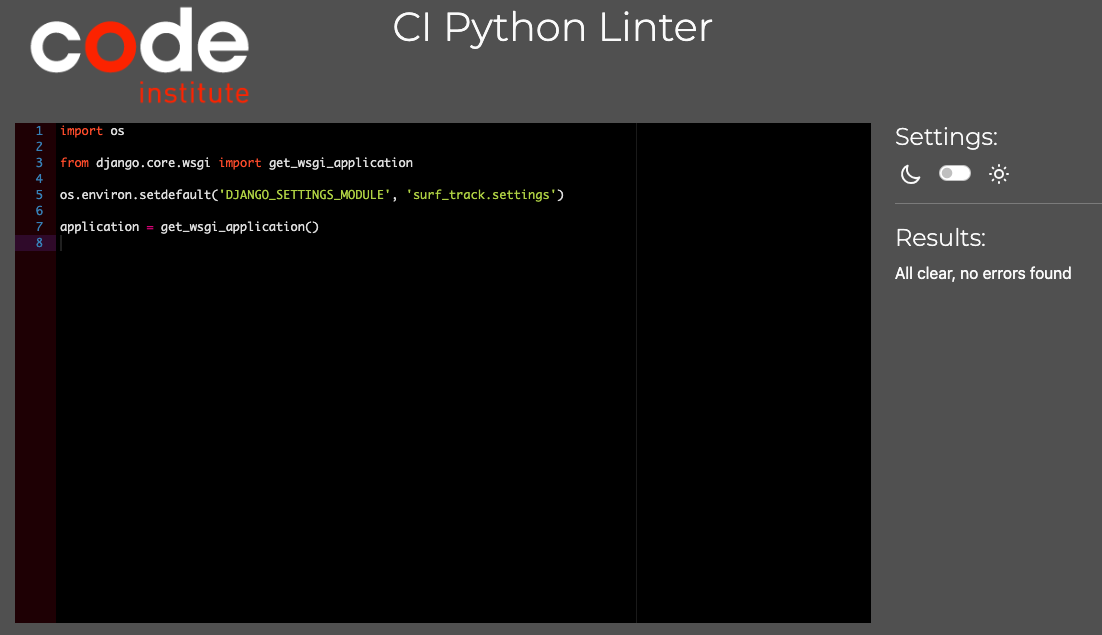 code
institute
CI Python Linter
1 import os
2
3 from django.core.wsgi import get_wsgi_application
4
5 os.environ.setdefault('DJANGO_SETTINGS_MODULE', 'surf_track.settings')
6
7 application = get_wsgi_application()
8
Settings:
Results:
All clear, no errors found